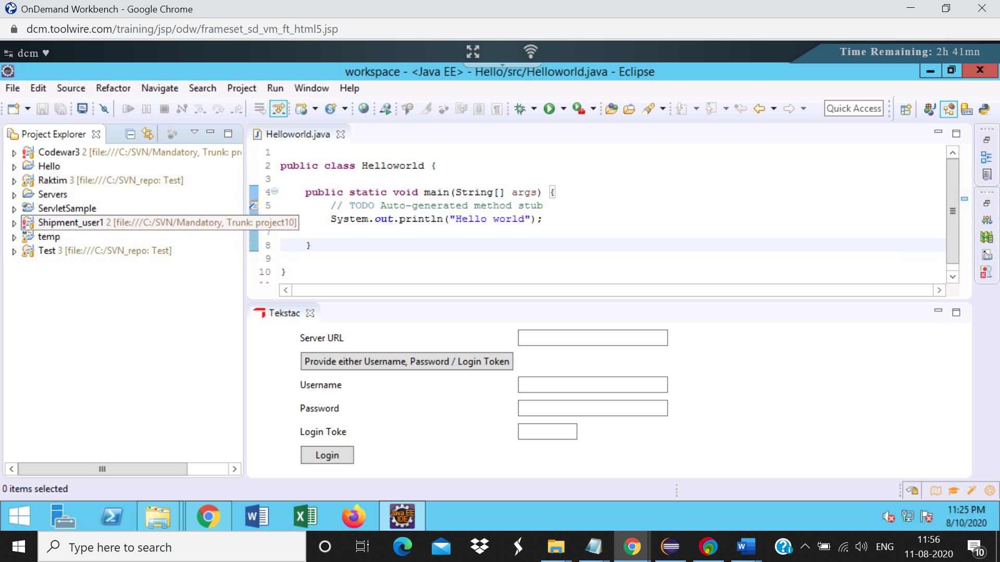 OnDemand Workbench - Google Chrome
dcm.toolwire.com/training/jsp/odw/frameset_sd_vm_ft_html5.jsp
dcm ♥
Time Remaining: 2h 41mn
workspace - <Java EE> - Hello/src/Helloworld.java - Eclipse
File Edit Source Refactor Navigate Search Project Run Window Help
Quick Access
Project Explorer
Codewar3 2 [file:///C:/SVN/Mandatory, Trunk: pr
Hello
Raktim 3 [file:///C:/SVN_repo: Test]
Servers
ServletSample
Shipment_user1 2 [file:///C:/SVN/Mandatory, Trunk: project10]
temp
Test 3 [file:///C:/SVN_repo: Test]
Helloworld.java
1
2 public class Helloworld {
3
4 public static void main(String[] args) {
5 // TODO Auto-generated method stub
System.out.println("Hello world");
7
8 }
9
10 }
Tekstac
Server URL
Provide either Username, Password / Login Token
Username
Password
Login Toke
Login
0 items selected
Java EE
IDE
11:25 PM
8/10/2020
Type here to search
ENG
11:56
11-08-2020
10